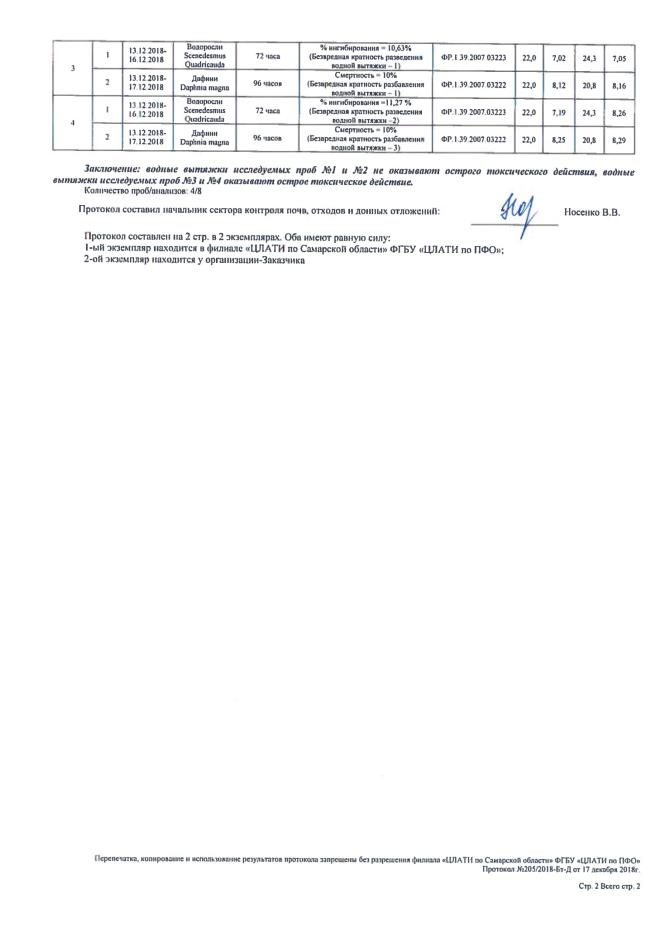 3 1 13.12.2018-16.12.2018 Водоросли Scenedesmus Quadricauda 72 часа % ингибирования = 10,63% (Безвредная кратность разведения водной вытяжки – 1) ФР.1.39.2007.03223 22,0 7,02 24,3 7,05
2 13.12.2018-17.12.2018 Дафнии Daphnia magna 96 часов Смертность = 10% (Безвредная кратность разбавления водной вытяжки – 1) ФР.1.39.2007.03222 22,0 8,12 20,8 8,16
4 1 13.12.2018-16.12.2018 Водоросли Scenedesmus Quadricauda 72 часа % ингибирования =11,27 % (Безвредная кратность разведения водной вытяжки –2) ФР.1.39.2007.03223 22,0 7,19 24,3 8,26
2 13.12.2018-17.12.2018 Дафнии Daphnia magna 96 часов Смертность = 10% (Безвредная кратность разбавления водной вытяжки – 3) ФР.1.39.2007.03222 22,0 8,25 20,8 8,29
Заключение: водные вытяжки исследуемых проб №1 и №2 не оказывают острого токсического действия, водные
вытяжки исследуемых проб №3 и №4 оказывают острое токсическое действие.
Количество проб/анализов: 4/8
Протокол составил начальник сектора контроля почв, отходов и донных отложений: Носенко В.В.
Протокол составлен на 2 стр. в 2 экземплярах. Оба имеют равную силу:
1-ый экземпляр находится в филиале «ЦЛАТИ по Самарской области» ФГБУ «ЦЛАТИ по ПФО»;
2-ой экземпляр находится у организации-Заказчика
Перепечатка, копирование и использование результатов протокола запрещены без разрешения филиала «ЦЛАТИ по Самарской области» ФГБУ «ЦЛАТИ по ПФО»
Протокол №205/2018-Бт-Д от 17 декабря 2018г.
Стр. 2 Всего стр. 2